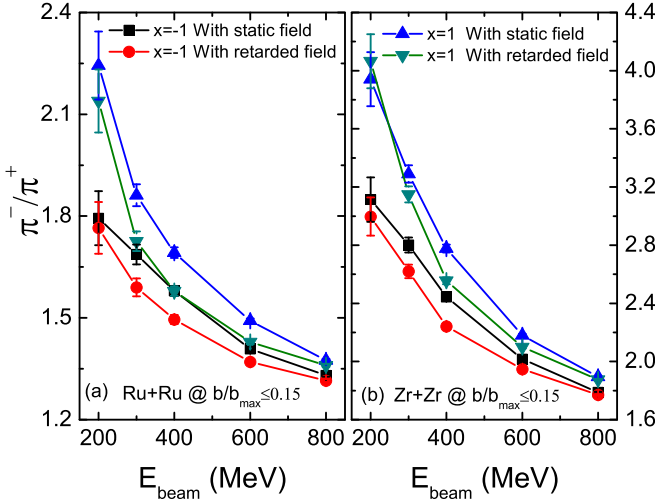 x=-1 With static field
x=-1 With retarded field
x=1 With static field
x=1 With retarded field
π⁻/π⁺
2.4
2.1
1.8
1.5
1.2
4.4
4.0
3.6
3.2
2.8
2.4
2.0
1.6
(a) Ru+Ru @ b/b_max≤0.15
(b) Zr+Zr @ b/b_max≤0.15
200 400 600 800
200 400 600 800
E_beam (MeV)
E_beam (MeV)